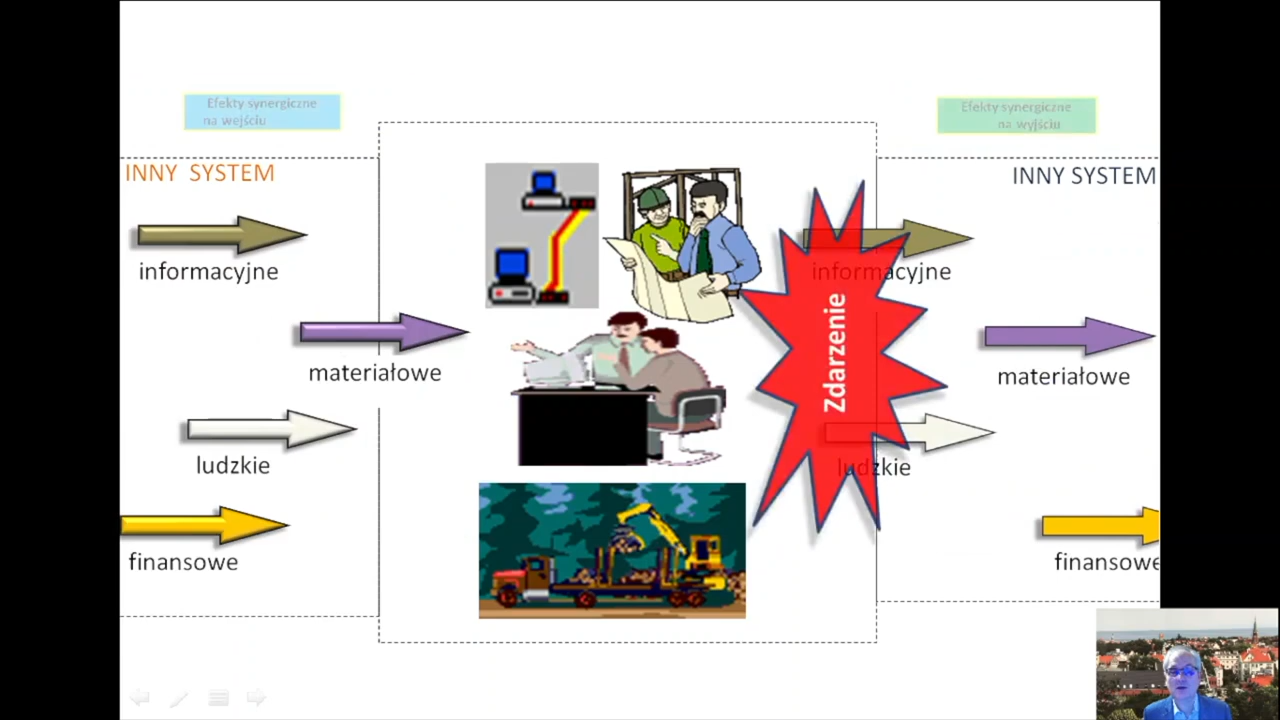 Efekty synergiczne
na wejściu
INNY SYSTEM
informacyjne
materiałowe
ludzkie
finansowe
Zdarzenie
Efekty synergiczne
na wyjściu
INNY SYSTEM
informacyjne
materiałowe
ludzkie
finansowe